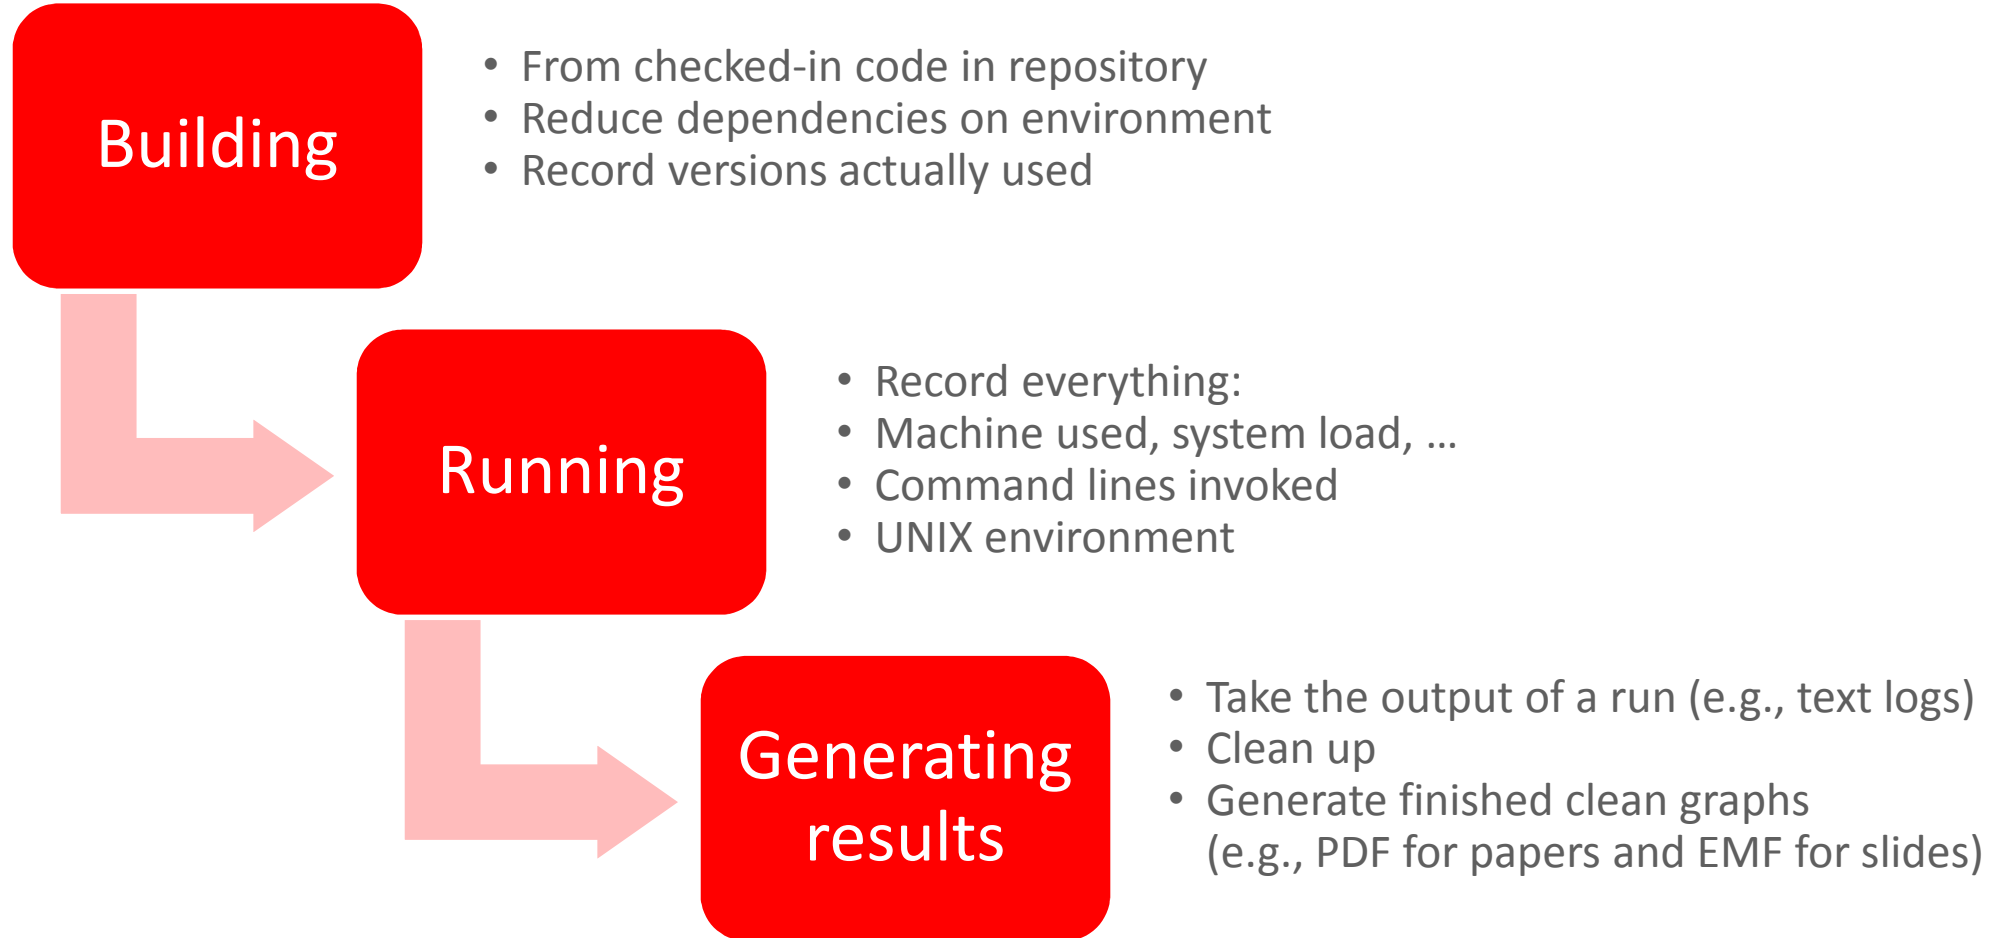 Building
• From checked-in code in repository
• Reduce dependencies on environment
• Record versions actually used
Running
• Record everything:
• Machine used, system load, …
• Command lines invoked
• UNIX environment
Generating
results
• Take the output of a run (e.g., text logs)
• Clean up
• Generate finished clean graphs
(e.g., PDF for papers and EMF for slides)